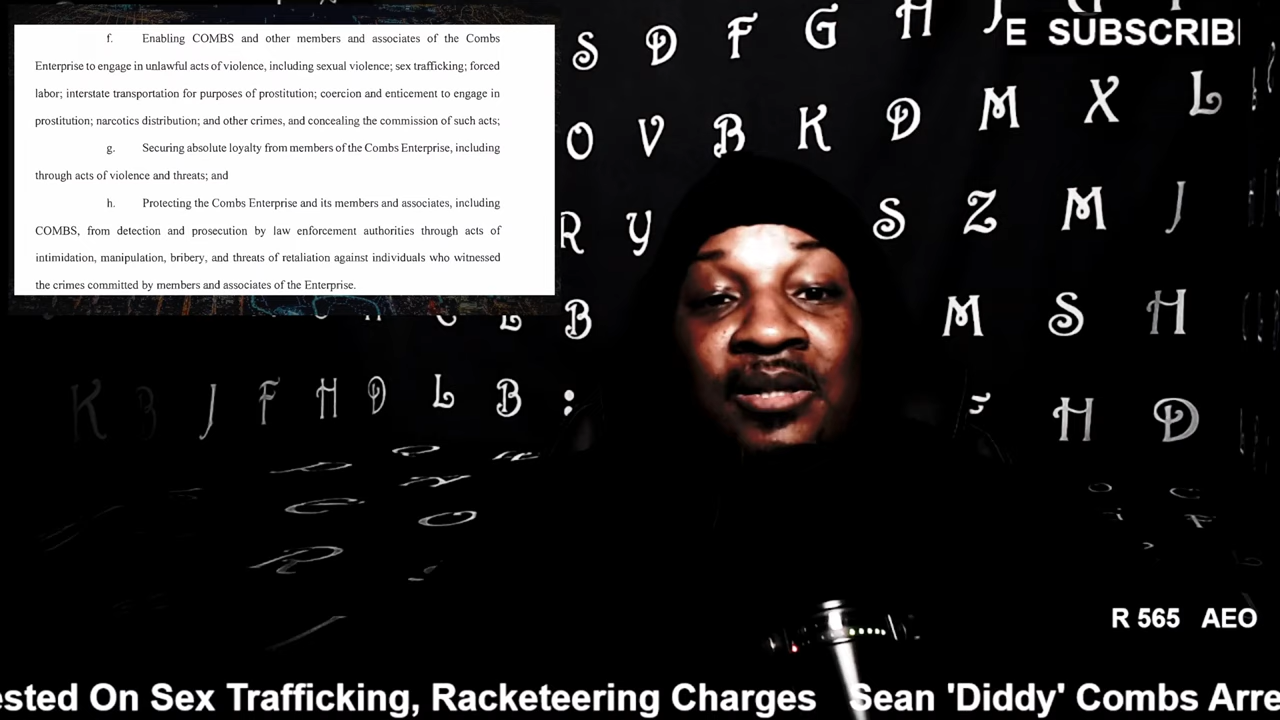 f. Enabling COMBS and other members and associates of the Combs
Enterprise to engage in unlawful acts of violence, including sexual violence; sex trafficking; forced
labor; interstate transportation for purposes of prostitution; coercion and enticement to engage in
prostitution; narcotics distribution; and other crimes, and concealing the commission of such acts;
g. Securing absolute loyalty from members of the Combs Enterprise, including
through acts of violence and threats; and
h. Protecting the Combs Enterprise and its members and associates, including
COMBS, from detection and prosecution by law enforcement authorities through acts of
intimidation, manipulation, bribery, and threats of retaliation against individuals who witnessed
the crimes committed by members and associates of the Enterprise.
E SUBSCRIB
S D F G H
O V B K D M X L
R Y S Z M J
B M S H
K B J F H D L B : H D
R 565 AEO
ested On Sex Trafficking, Racketeering Charges Sean 'Diddy' Combs Arre